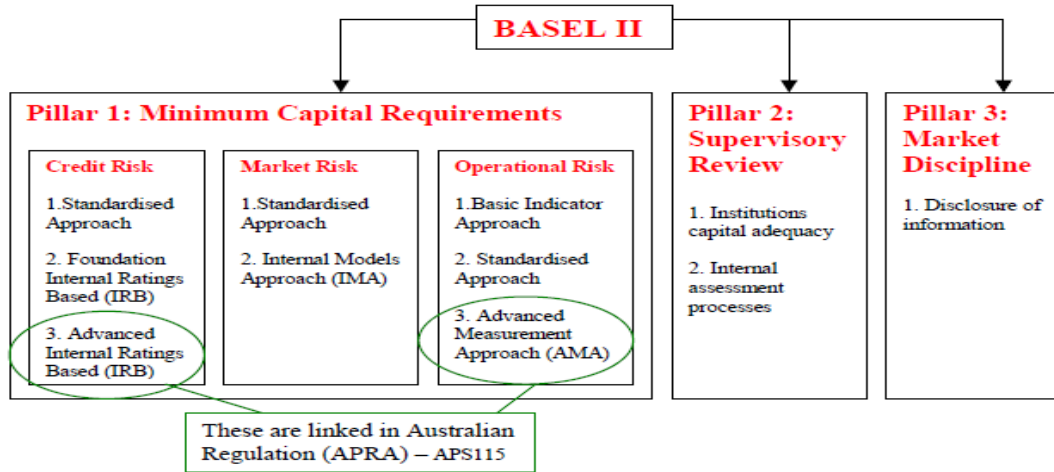 BASEL II
Pillar 1: Minimum Capital Requirements
Credit Risk
1.Standardised
Approach
2. Foundation
Internal Ratings
Based (IRB)
3. Advanced
Internal Ratings
Based (IRB)
Market Risk
1.Standardised
Approach
2. Internal Models
Approach (IMA)
Operational Risk
1.Basic Indicator
Approach
2. Standardised
Approach
3. Advanced
Measurement
Approach (AMA)
Pillar 2:
Supervisory
Review
1. Institutions
capital adequacy
2. Internal
assessment
processes
Pillar 3:
Market
Discipline
1. Disclosure of
information
These are linked in Australian
Regulation (APRA) – APS115